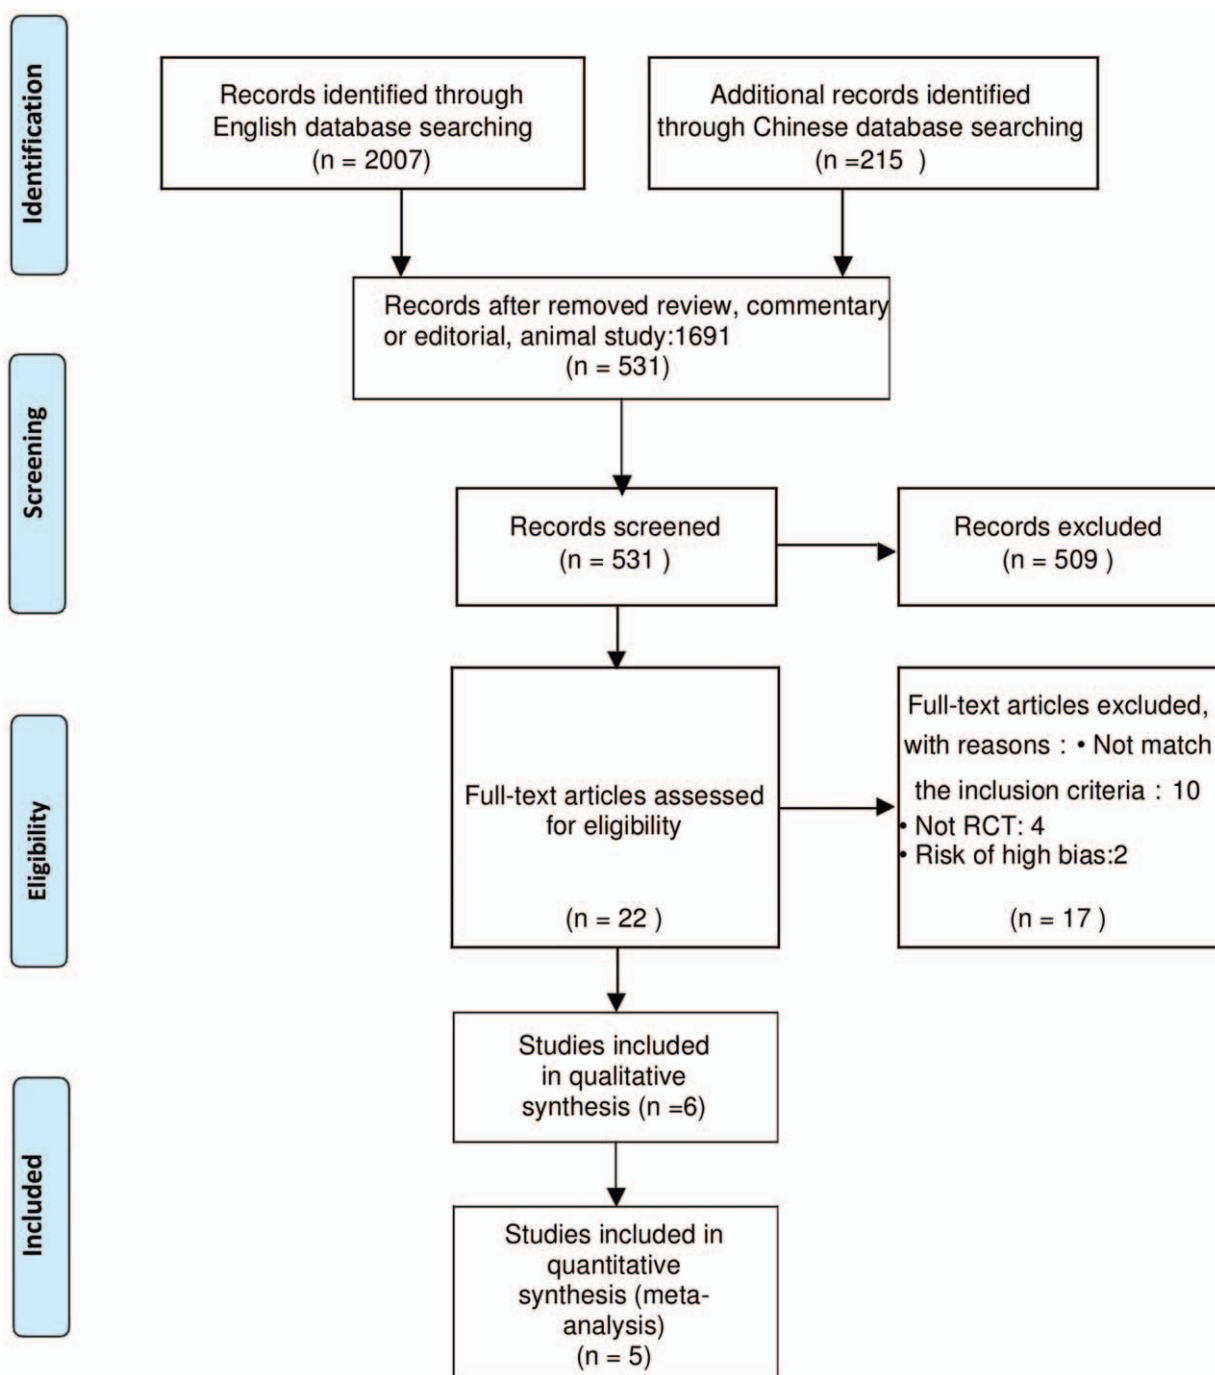 Identification
Records identified through
English database searching
(n = 2007)
Additional records identified
through Chinese database searching
(n =215 )
Records after removed review, commentary
or editorial, animal study:1691
(n = 531)
Screening
Records screened
(n = 531 )
Records excluded
(n = 509 )
Eligibility
Full-text articles assessed
for eligibility
(n = 22 )
Full-text articles excluded,
with reasons : • Not match
the inclusion criteria : 10
• Not RCT: 4
• Risk of high bias:2
(n = 17 )
Included
Studies included
in qualitative
synthesis (n =6)
Studies included in
quantitative
synthesis (meta-
analysis)
(n = 5)